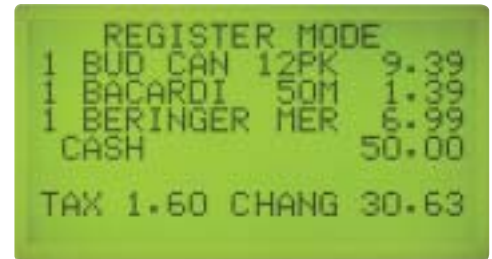 REGISTER MODE
1 BUD CAN 12PK 9.39
1 BACARDI 50M 1.39
1 BERINGER MER 6.99
CASH 50.00
TAX 1.60 CHANG 30.63